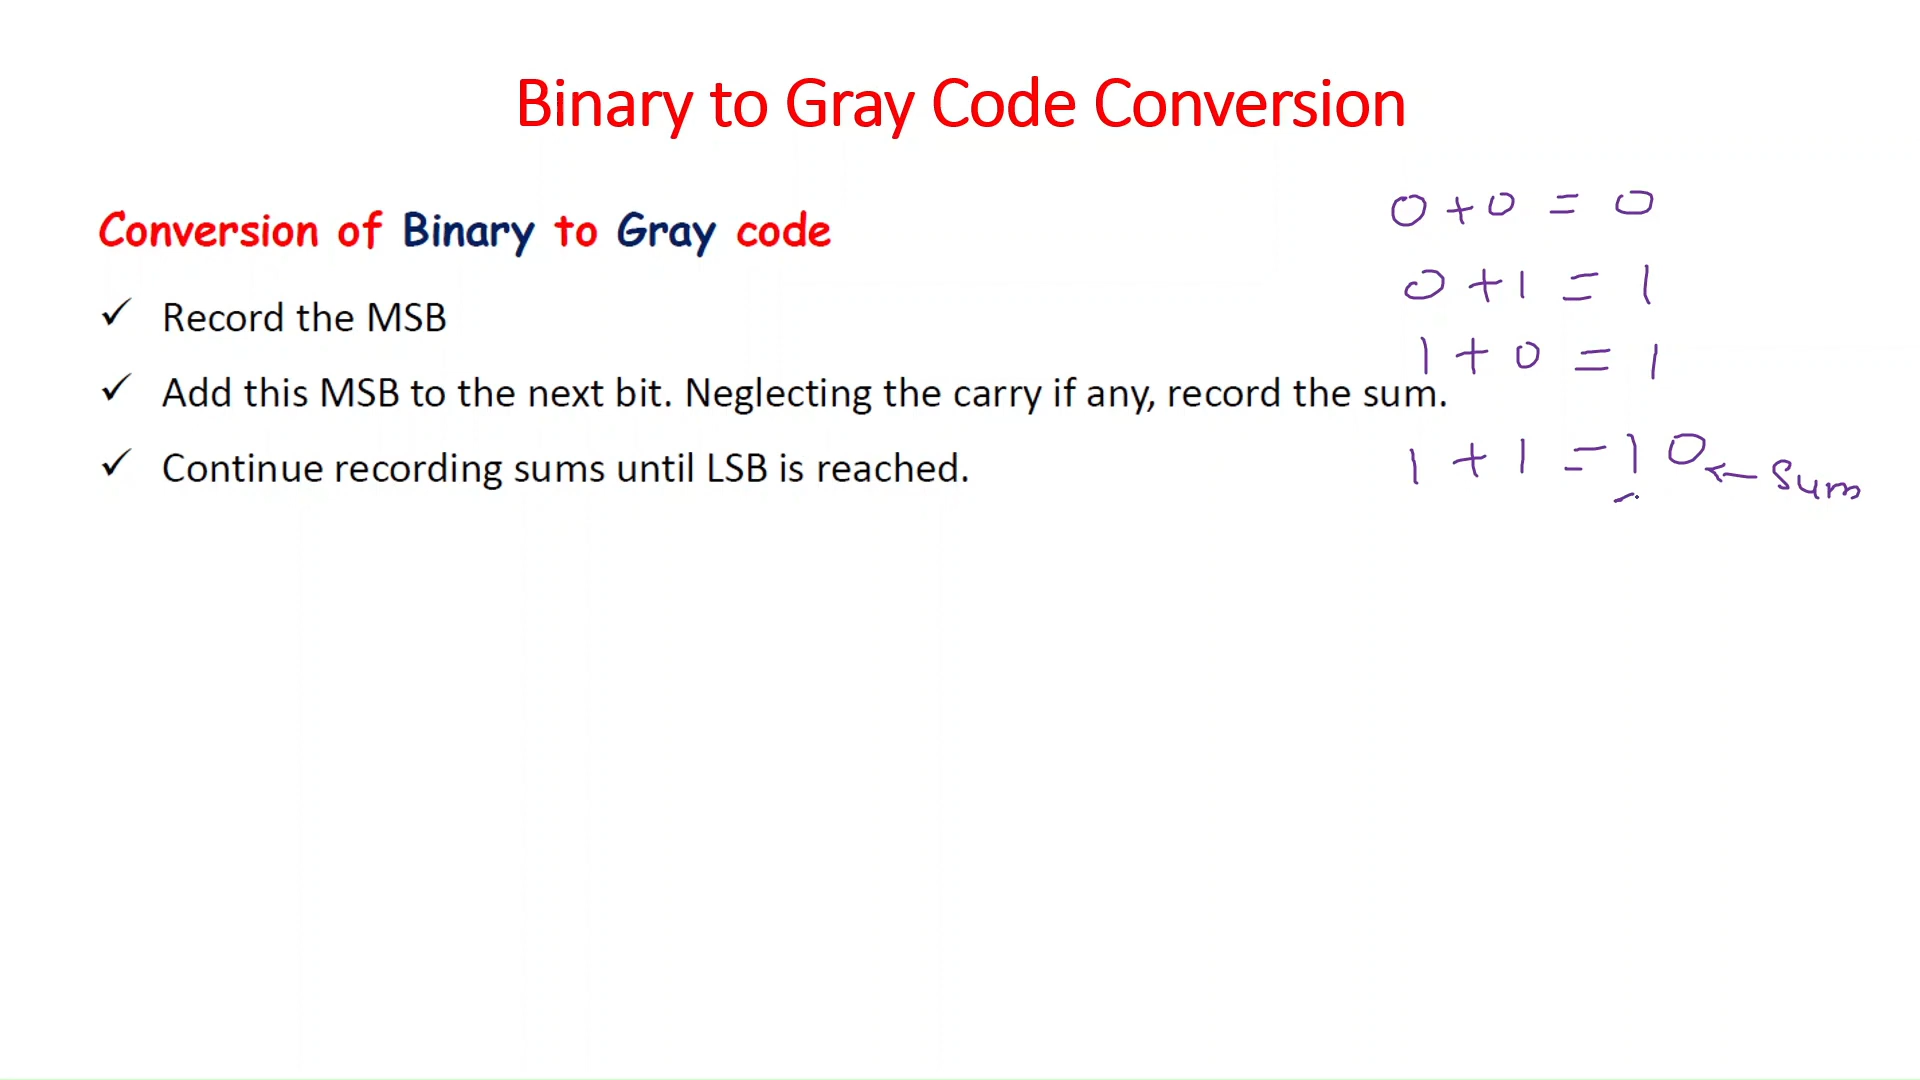 Binary to Gray Code Conversion
Conversion of Binary to Gray code
✓ Record the MSB
✓ Add this MSB to the next bit. Neglecting the carry if any, record the sum.
✓ Continue recording sums until LSB is reached.
0 + 0 = 0
0 + 1 = 1
1 + 0 = 1
1 + 1 = 1 0 ← Sum